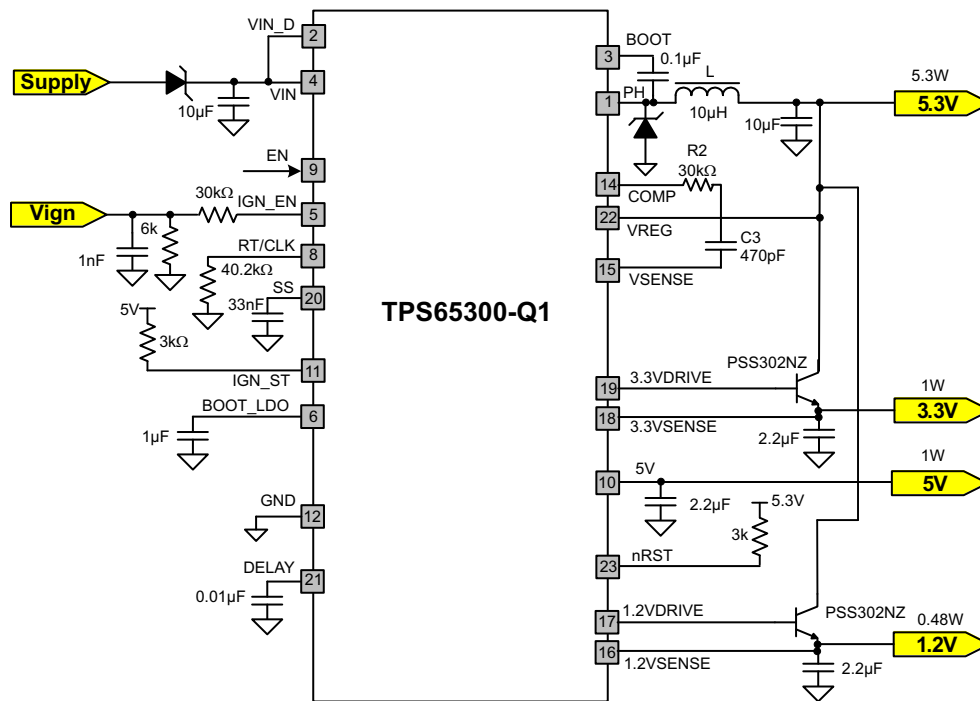 VIN_D
2
Supply
4
VIN
10µF
EN
9
30kΩ
Vign
IGN_EN
5
6k
1nF
RT/CLK
8
40.2kΩ
SS
20
33nF
5V
3kΩ
11
IGN_ST
BOOT_LDO
6
1µF
GND
12
DELAY
21
0.01µF
TPS65300-Q1
BOOT
3
0.1µF
L
1
PH
10µH
10µF
5.3W
5.3V
R2
30kΩ
14
COMP
22
VREG
C3
470pF
15
VSENSE
PSS302NZ
19
3.3VDRIVE
1W
3.3V
18
3.3VSENSE
2.2µF
5V
1W
10
5V
2.2µF
5.3V
3k
nRST
23
1.2VDRIVE
17
PSS302NZ
0.48W
1.2V
16
1.2VSENSE
2.2µF